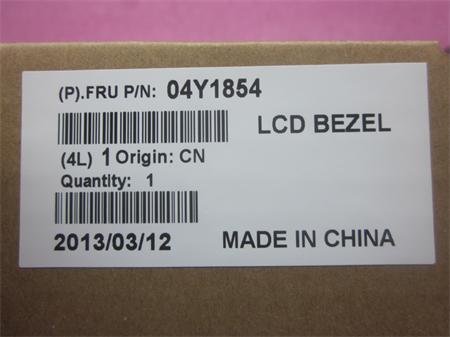 (P).FRU P/N: 04Y1854
LCD BEZEL
(4L) 1 Origin: CN
Quantity: 1
2013/03/12 MADE IN CHINA